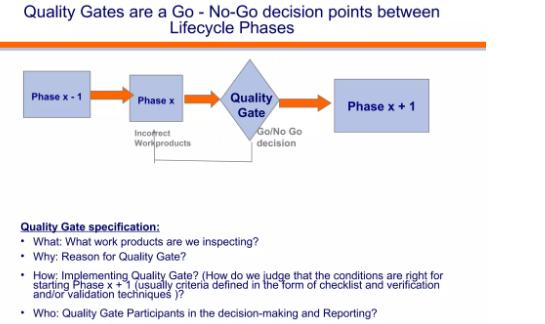 Quality Gates are a Go - No-Go decision points between
Lifecycle Phases
Phase x - 1
Phase x
Quality
Gate
Phase x + 1
Incorrect
Workproducts
Go/No Go
decision
Quality Gate specification:
• What: What work products are we inspecting?
• Why: Reason for Quality Gate?
• How: Implementing Quality Gate? (How do we judge that the conditions are right for
starting Phase x + 1 (usually criteria defined in the form of checklist and verification
and/or validation techniques )?
• Who: Quality Gate Participants in the decision-making and Reporting?